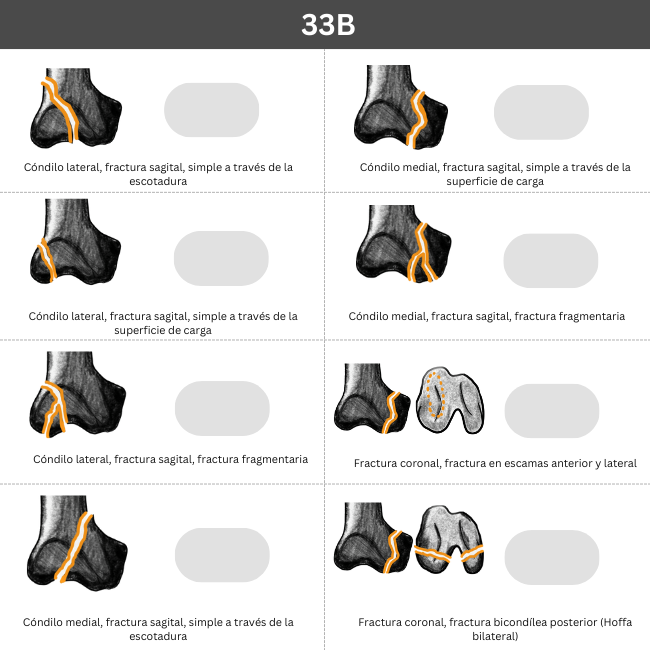 33B
Cóndilo lateral, fractura sagital, simple a través de la
escotadura
Cóndilo medial, fractura sagital, simple a través de la
superficie de carga
Cóndilo lateral, fractura sagital, simple a través de la
superficie de carga
Cóndilo medial, fractura sagital, fractura fragmentaria
Cóndilo lateral, fractura sagital, fractura fragmentaria
Fractura coronal, fractura en escamas anterior y lateral
Cóndilo medial, fractura sagital, simple a través de la
escotadura
Fractura coronal, fractura bicondílea posterior (Hoffa
bilateral)